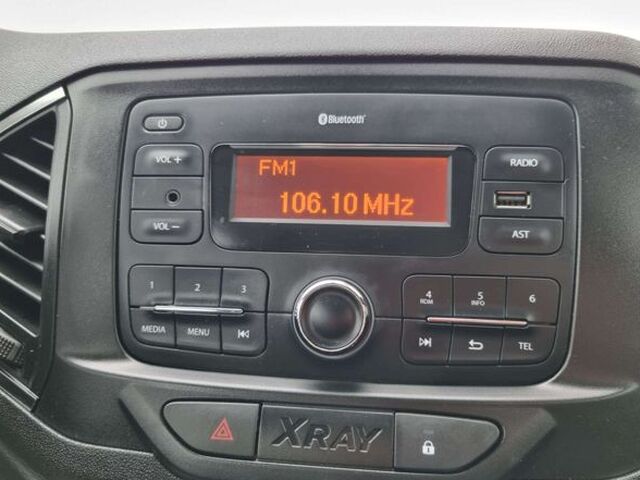 Bluetooth
VOL +
FM1
RADIO
106.10 MHz
VOL −
AST
1 2 3
4 RDM 5 INFO 6
MEDIA MENU
TEL
XRAY